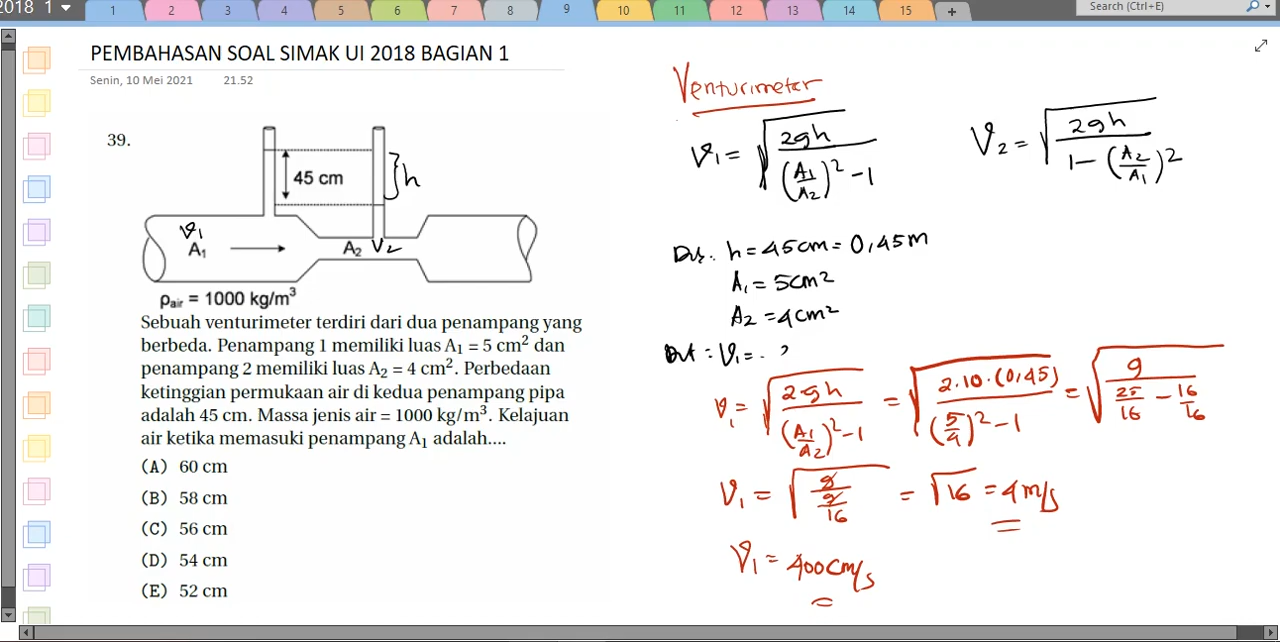 2018 1
1 2 3 4 5 6 7 8 9 10 11 12 13 14 15 +
Search (Ctrl+E)
PEMBAHASAN SOAL SIMAK UI 2018 BAGIAN 1
Senin, 10 Mei 2021 21.52
39.
45 cm
h
V1
A1
A2 V2
ρair = 1000 kg/m³
Sebuah venturimeter terdiri dari dua penampang yang
berbeda. Penampang 1 memiliki luas A₁ = 5 cm² dan
penampang 2 memiliki luas A₂ = 4 cm². Perbedaan
ketinggian permukaan air di kedua penampang pipa
adalah 45 cm. Massa jenis air = 1000 kg/m³. Kelajuan
air ketika memasuki penampang A₁ adalah....
(A) 60 cm
(B) 58 cm
(C) 56 cm
(D) 54 cm
(E) 52 cm
Venturimeter
V1 = √(2gh / ((A1/A2)² - 1))
V2 = √(2gh / (1 - (A2/A1)²))
h = 45cm = 0,45m
A1 = 5cm²
A2 = 4cm²
Dit : V1 = .. ?
V1 = √(2gh / ((A1/A2)² - 1)) = √(2.10.(0,45) / ((5/4)² - 1)) = √(9 / (25/16 - 16/16))
V1 = √(9 / (9/16)) = √16 = 4 m/s
V1 = 400 cm/s